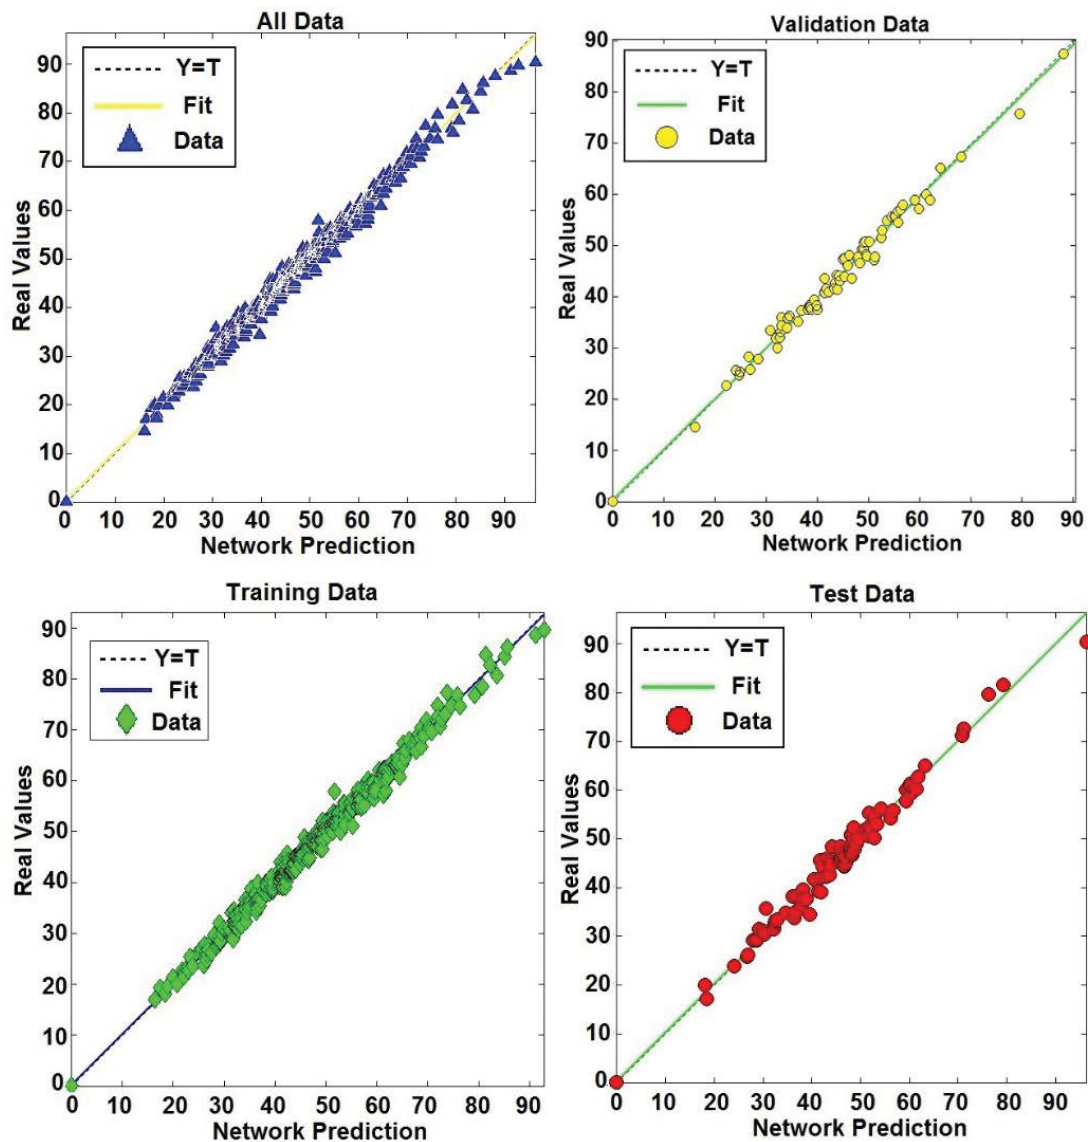 All Data
Y=T
Fit
Data
90
80
70
60
50
40
30
20
10
0
Real Values
0 10 20 30 40 50 60 70 80 90
Network Prediction
Validation Data
Y=T
Fit
Data
90
80
70
60
50
40
30
20
10
0
Real Values
0 10 20 30 40 50 60 70 80 90
Network Prediction
Training Data
Y=T
Fit
Data
90
80
70
60
50
40
30
20
10
0
Real Values
0 10 20 30 40 50 60 70 80 90
Network Prediction
Test Data
Y=T
Fit
Data
90
80
70
60
50
40
30
20
10
0
Real Values
0 10 20 30 40 50 60 70 80 90
Network Prediction